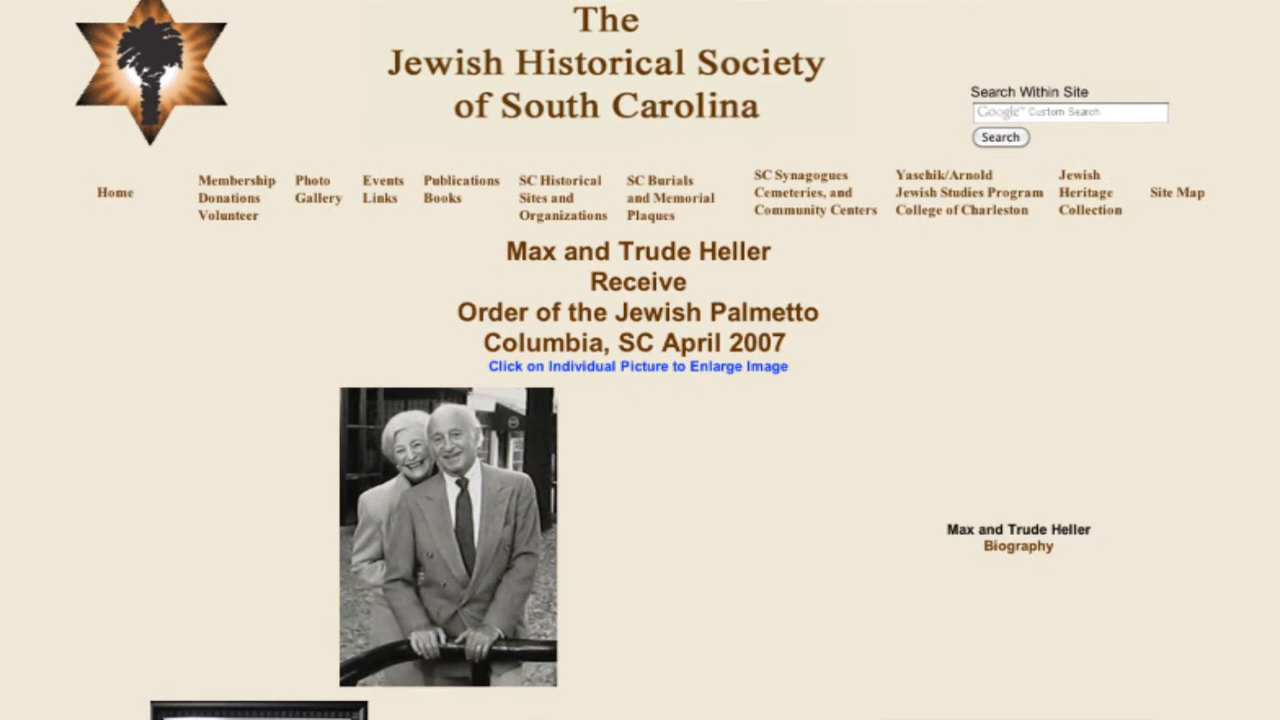 The
Jewish Historical Society
of South Carolina
Search Within Site
Google™ Custom Search
Search
Home
Membership
Donations
Volunteer
Photo
Gallery
Events
Links
Publications
Books
SC Historical
Sites and
Organizations
SC Burials
and Memorial
Plaques
SC Synagogues
Cemeteries, and
Community Centers
Yaschik/Arnold
Jewish Studies Program
College of Charleston
Jewish
Heritage
Collection
Site Map
Max and Trude Heller
Receive
Order of the Jewish Palmetto
Columbia, SC April 2007
Click on Individual Picture to Enlarge Image
Max and Trude Heller
Biography